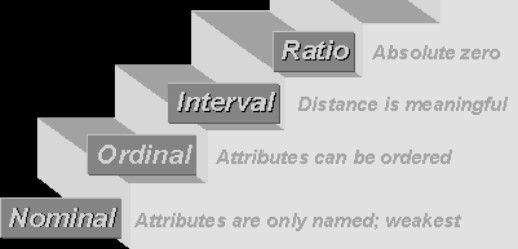 Ratio Absolute zero
Interval Distance is meaningful
Ordinal Attributes can be ordered
Nominal Attributes are only named; weakest